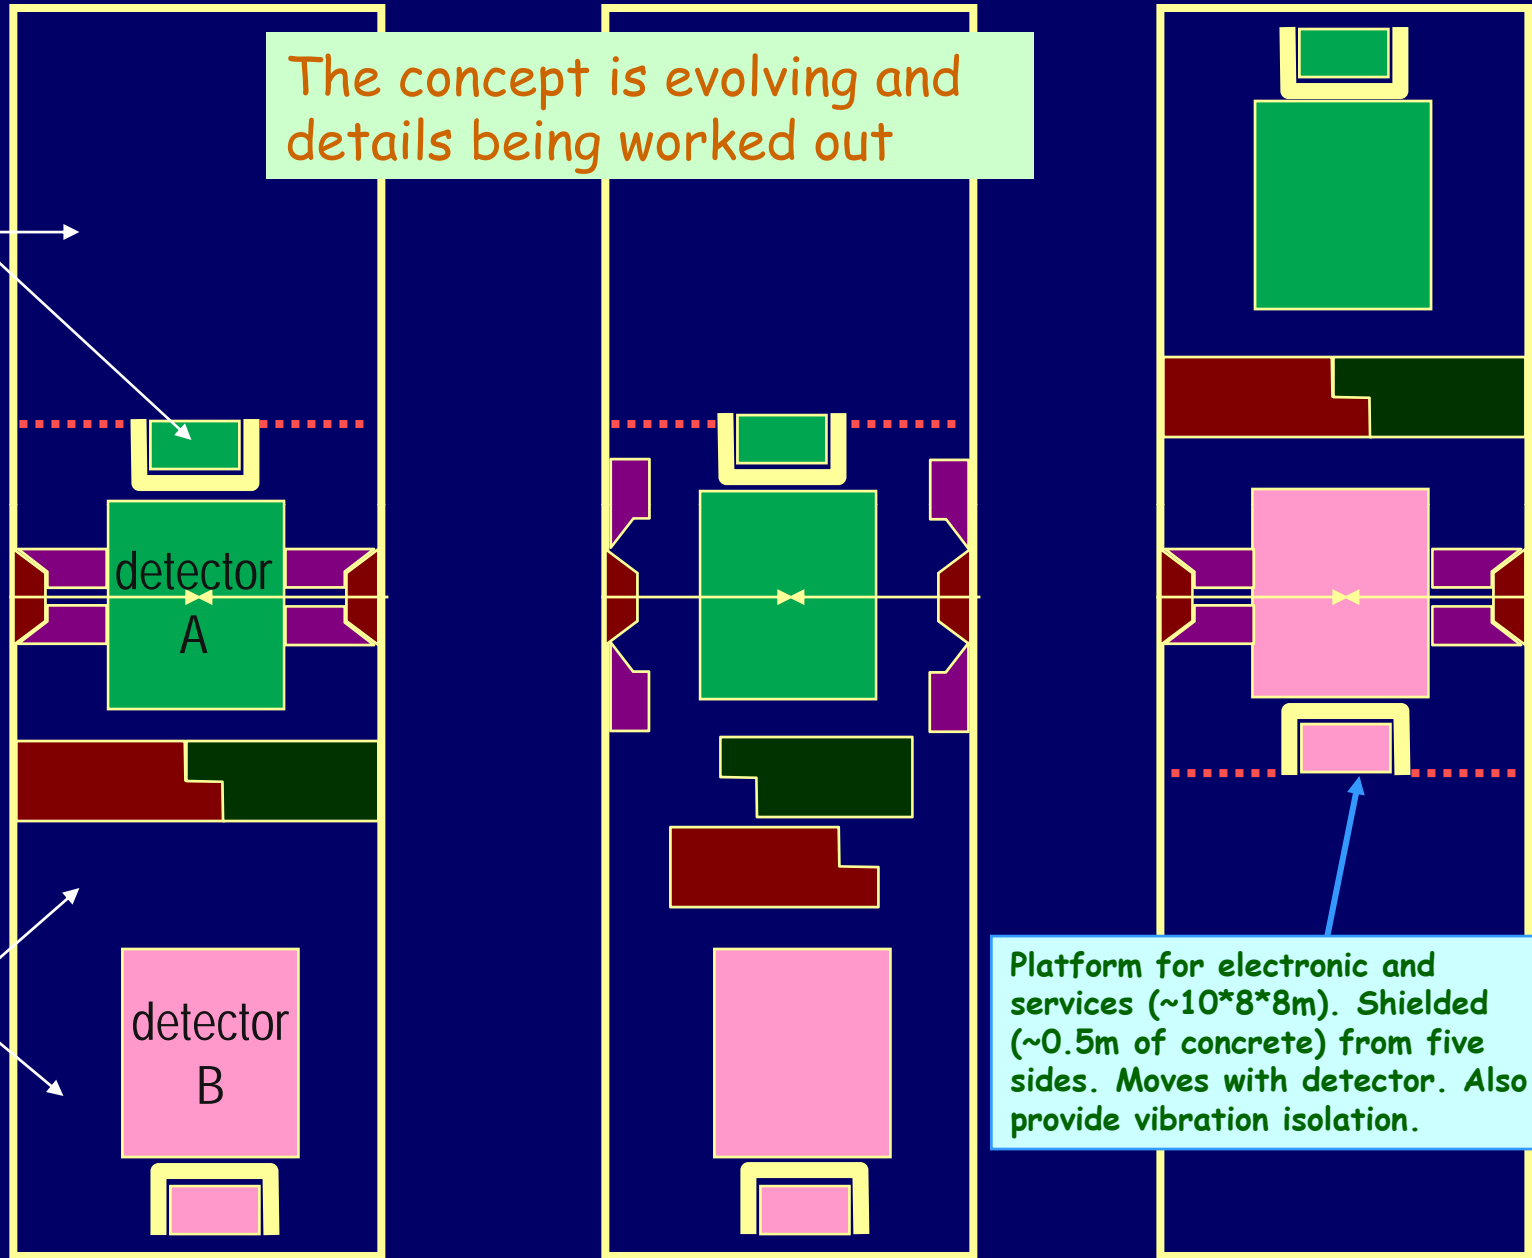 The concept is evolving and
details being worked out
detector
A
detector
B
Platform for electronic and
services (~10*8*8m). Shielded
(~0.5m of concrete) from five
sides. Moves with detector. Also
provide vibration isolation.